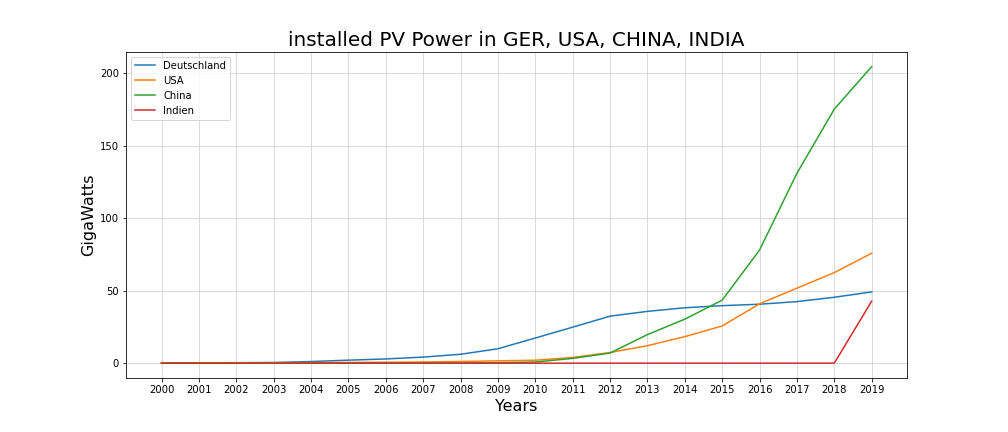 installed PV Power in GER, USA, CHINA, INDIA
Deutschland
USA
China
Indien
200
150
100
50
0
GigaWatts
2000 2001 2002 2003 2004 2005 2006 2007 2008 2009 2010 2011 2012 2013 2014 2015 2016 2017 2018 2019
Years